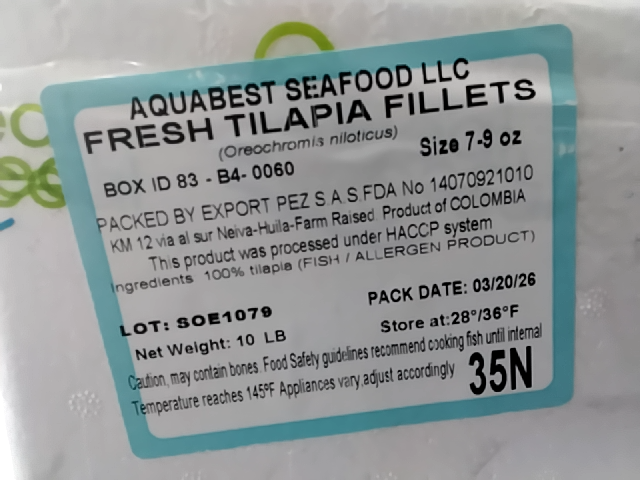 AQUABEST SEAFOOD LLC
FRESH TILAPIA FILLETS
(Oreochromis niloticus)
Size 7-9 oz
BOX ID 83 - B4- 0060
PACKED BY EXPORT PEZ S.A.S.FDA No 14070921010
KM 12 via al sur Neiva-Huila-Farm Raised Product of COLOMBIA
This product was processed under HACCP system
Ingredients 100% tilapia (FISH / ALLERGEN PRODUCT)
LOT: SOE1079
PACK DATE: 03/20/26
Net Weight: 10 LB
Store at:28°/36°F
Caution, may contain bones. Food Safety guidelines recommend cooking fish until internal
Temperature reaches 145°F Appliances vary,adjust accordingly
35N